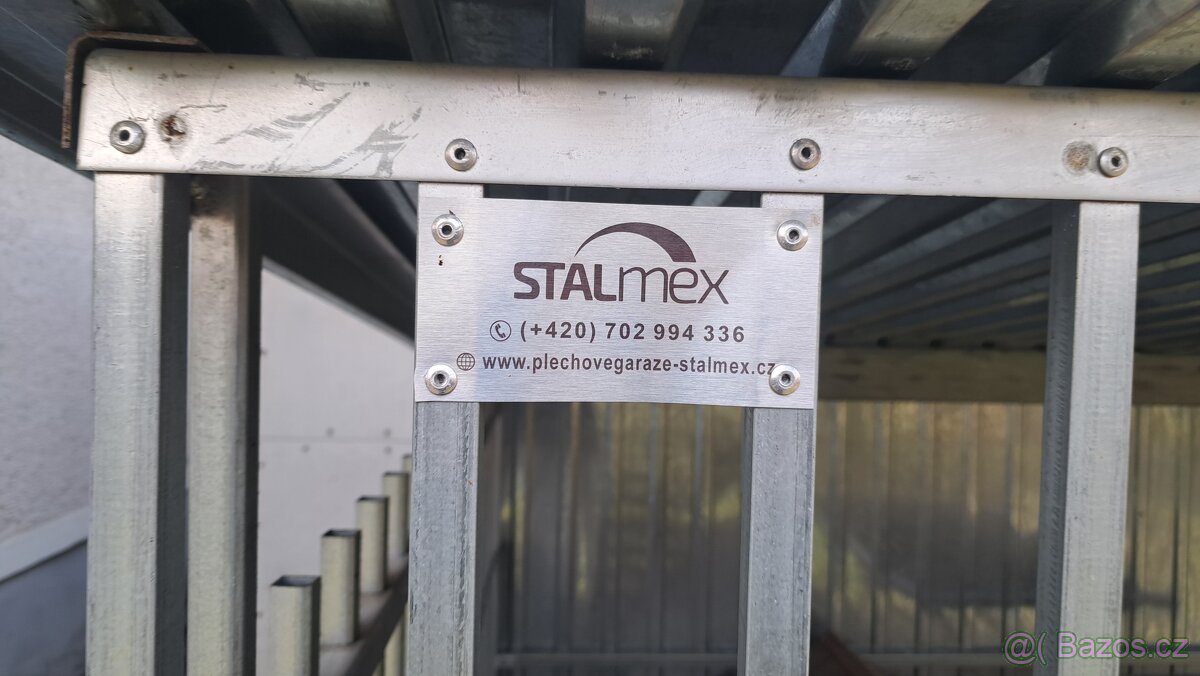 STALmex
(+420) 702 994 336
www.plechovegaraze-stalmex.cz
@( Bazos.cz